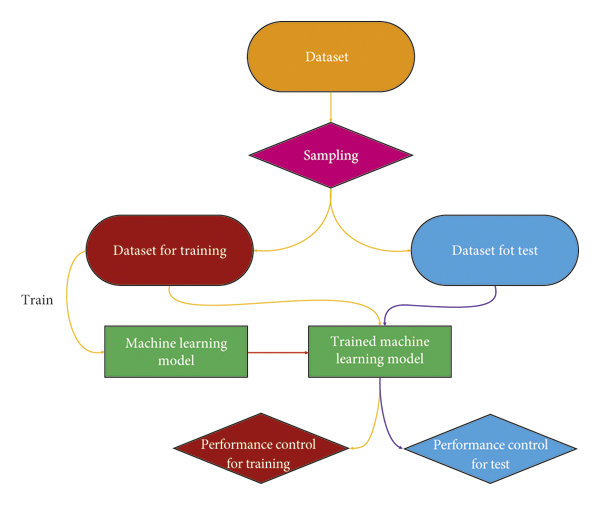 Dataset
Sampling
Dataset for training
Dataset fot test
Train
Machine learning
model
Trained machine
learning model
Performance control
for training
Performance control
for test